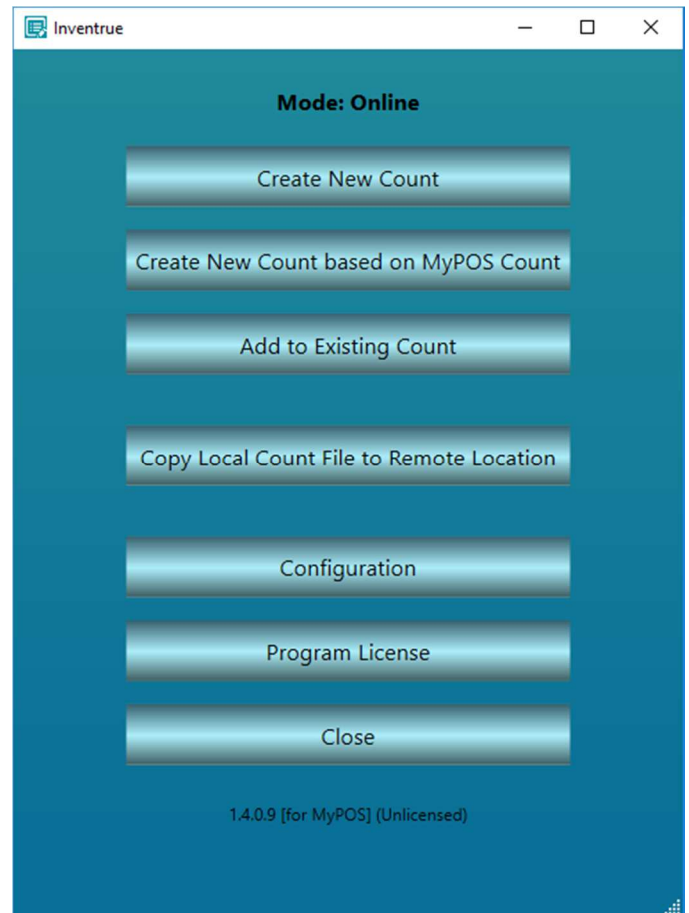 Inventrue
Mode: Online
Create New Count
Create New Count based on MyPOS Count
Add to Existing Count
Copy Local Count File to Remote Location
Configuration
Program License
Close
1.4.0.9 [for MyPOS] (Unlicensed)